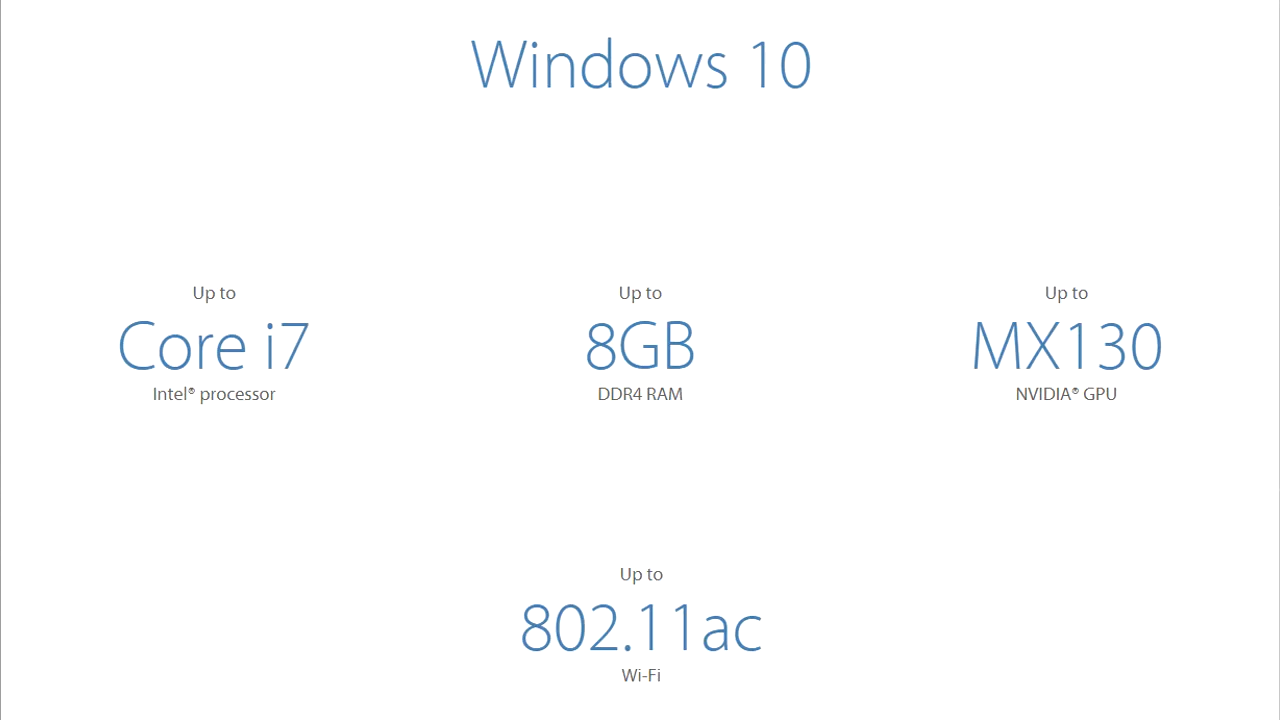 Windows 10
Up to
Core i7
Intel® processor
Up to
8GB
DDR4 RAM
Up to
MX130
NVIDIA® GPU
Up to
802.11ac
Wi-Fi